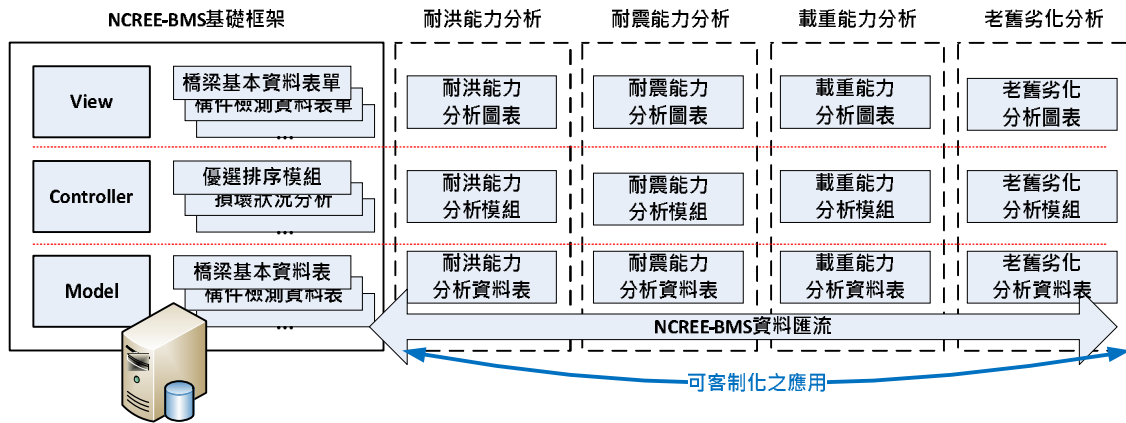 NCREE-BMS基礎框架
耐洪能力分析
耐震能力分析
載重能力分析
老舊劣化分析
View
橋梁基本資料表單
構件檢測資料表單
...
耐洪能力
分析圖表
耐震能力
分析圖表
載重能力
分析圖表
老舊劣化
分析圖表
Controller
優選排序模組
損壞狀況分析
...
耐洪能力
分析模組
耐震能力
分析模組
載重能力
分析模組
老舊劣化
分析模組
Model
橋梁基本資料表
構件檢測資料表
...
耐洪能力
分析資料表
耐震能力
分析資料表
載重能力
分析資料表
老舊劣化
分析資料表
NCREE-BMS資料匯流
可客制化之應用